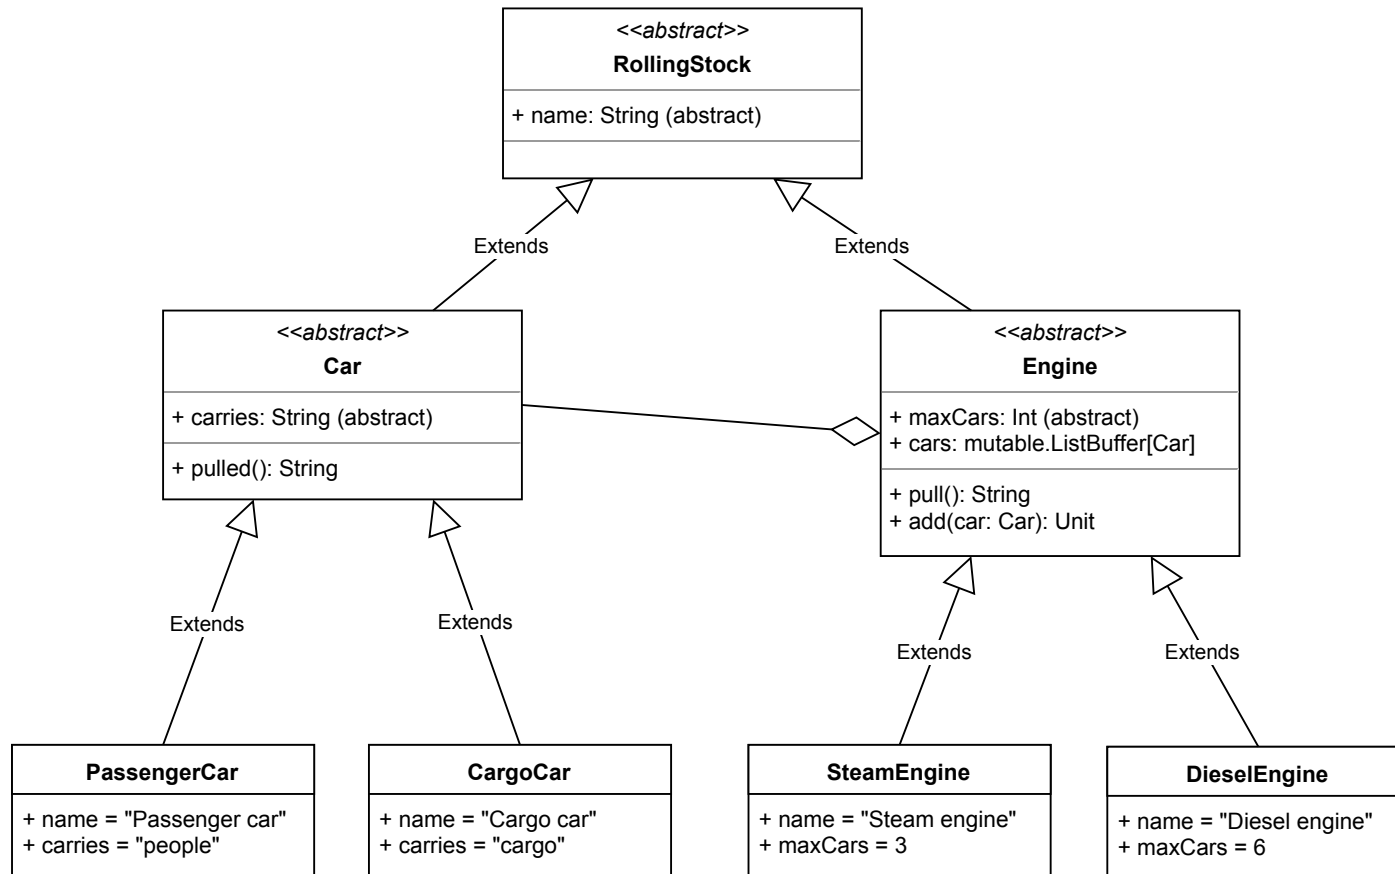 <<abstract>>
RollingStock
+ name: String (abstract)
Extends
Extends
<<abstract>>
Car
+ carries: String (abstract)
+ pulled(): String
<<abstract>>
Engine
+ maxCars: Int (abstract)
+ cars: mutable.ListBuffer[Car]
+ pull(): String
+ add(car: Car): Unit
Extends
Extends
Extends
Extends
PassengerCar
+ name = "Passenger car"
+ carries = "people"
CargoCar
+ name = "Cargo car"
+ carries = "cargo"
SteamEngine
+ name = "Steam engine"
+ maxCars = 3
DieselEngine
+ name = "Diesel engine"
+ maxCars = 6